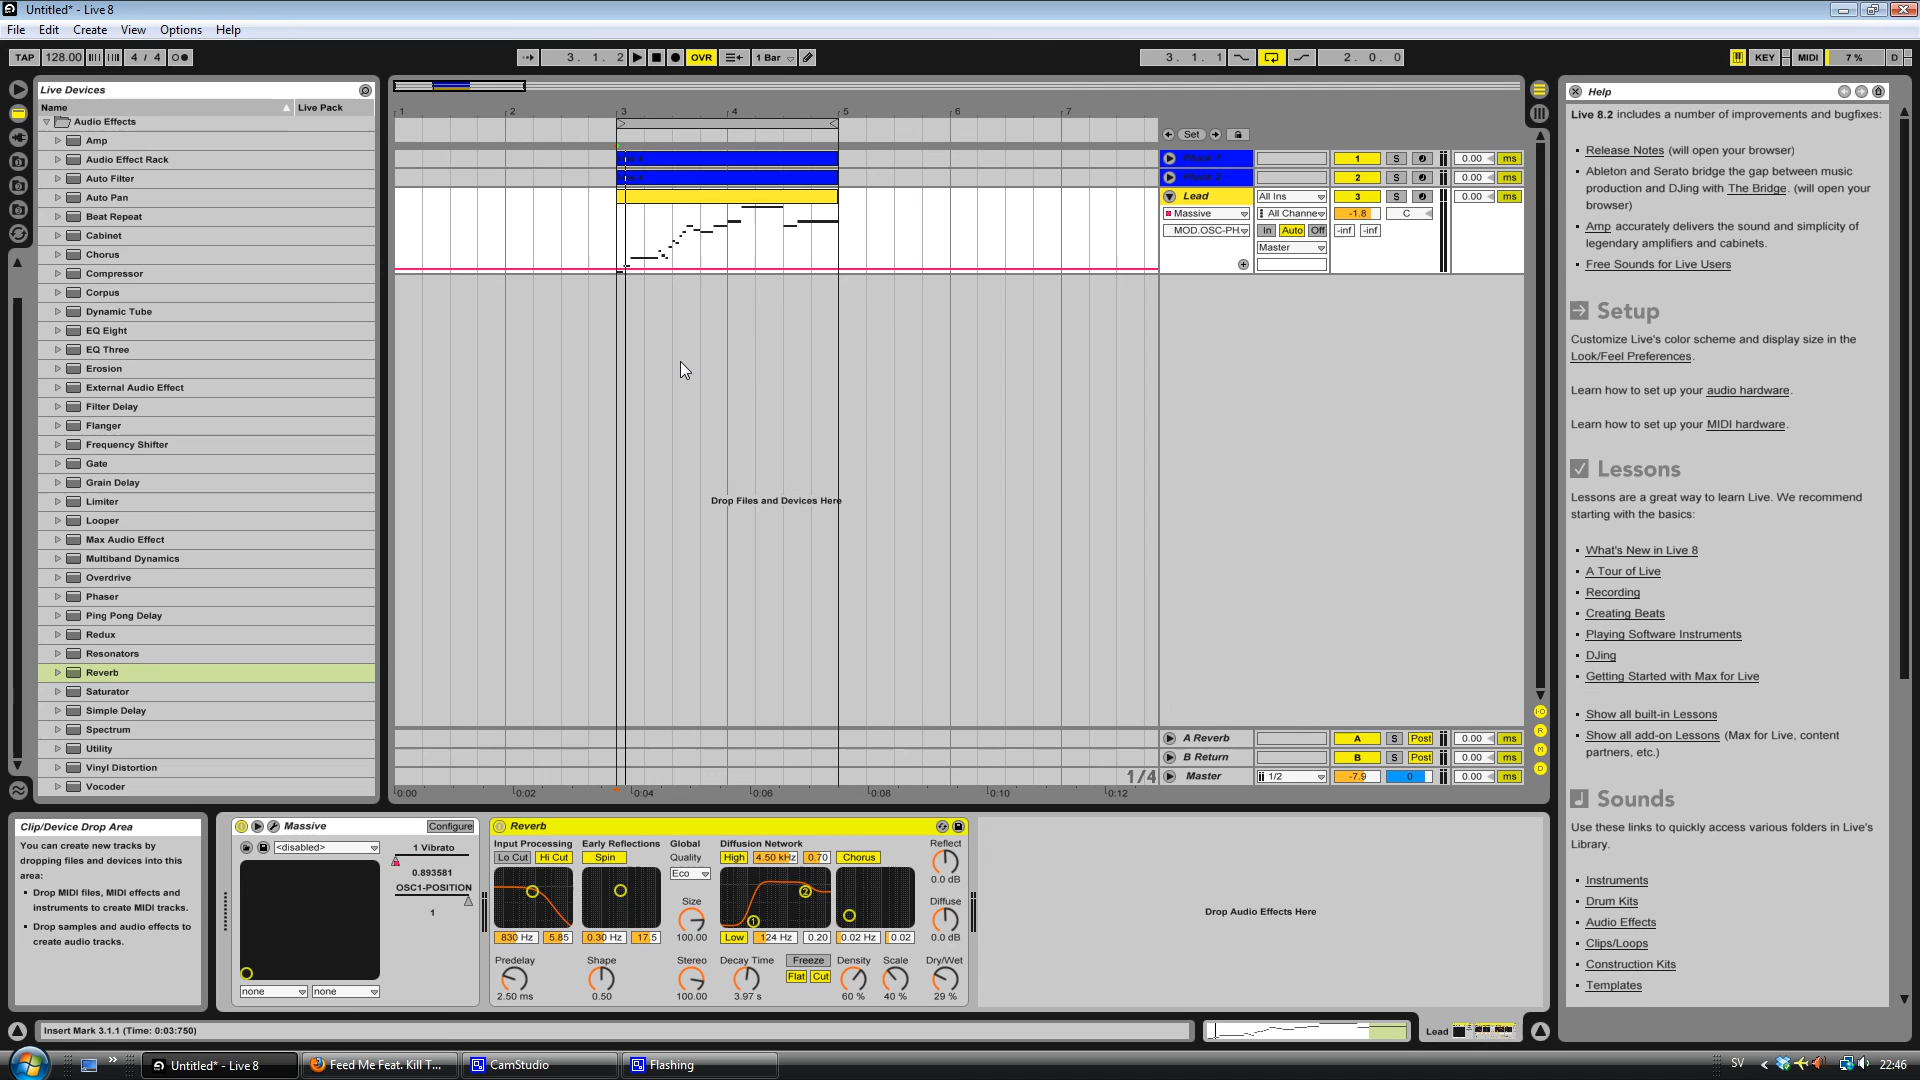 Untitled* - Live 8
File Edit Create View Options Help
TAP 128.00 4 / 4 3. 1. 2 OVR 1 Bar 3. 1. 1 2. 0. 0 KEY MIDI 7 % D
Live Devices
Name Live Pack
Audio Effects
Amp
Audio Effect Rack
Auto Filter
Auto Pan
Beat Repeat
Cabinet
Chorus
Compressor
Corpus
Dynamic Tube
EQ Eight
EQ Three
Erosion
External Audio Effect
Filter Delay
Flanger
Frequency Shifter
Gate
Grain Delay
Limiter
Looper
Max Audio Effect
Multiband Dynamics
Overdrive
Phaser
Ping Pong Delay
Redux
Resonators
Reverb
Saturator
Simple Delay
Spectrum
Utility
Vinyl Distortion
Vocoder
1 2 3 4 5 6 7
Set
1 S 0.00 ms
2 S 0.00 ms
Lead All Ins 3 S 0.00 ms
Massive All Channe -1.8 C
MOD.OSC-PH In Auto Off -inf -inf
Master
Drop Files and Devices Here
A Reverb A S Post 0.00 ms
B Return B S Post 0.00 ms
1/4 Master 1/2 -7.9 0 0.00 ms
0:00 0:02 0:04 0:06 0:08 0:10 0:12
Help
Live 8.2 includes a number of improvements and bugfixes:
Release Notes (will open your browser)
Ableton and Serato bridge the gap between music
production and DJing with The Bridge. (will open your
browser)
Amp accurately delivers the sound and simplicity of
legendary amplifiers and cabinets.
Free Sounds for Live Users
Setup
Customize Live's color scheme and display size in the
Look/Feel Preferences.
Learn how to set up your audio hardware.
Learn how to set up your MIDI hardware.
Lessons
Lessons are a great way to learn Live. We recommend
starting with the basics:
What's New in Live 8
A Tour of Live
Recording
Creating Beats
Playing Software Instruments
DJing
Getting Started with Max for Live
Show all built-in Lessons
Show all add-on Lessons (Max for Live, content
partners, etc.)
Sounds
Use these links to quickly access various folders in Live's
Library.
Instruments
Drum Kits
Audio Effects
Clips/Loops
Construction Kits
Templates
Clip/Device Drop Area
You can create new tracks by
dropping files and devices into this
area:
Drop MIDI files, MIDI effects and
instruments to create MIDI tracks.
Drop samples and audio effects to
create audio tracks.
Massive Configure
<disabled> 1 Vibrato
0.893581
OSC1-POSITION
1
none none
Reverb
Input Processing Early Reflections Global Diffusion Network Reflect
Lo Cut Hi Cut Spin Quality High 4.50 kHz 0.70 Chorus
Eco 0.0 dB
Size Diffuse
830 Hz 5.85 0.30 Hz 17.5 100.00 Low 124 Hz 0.20 0.02 Hz 0.02 0.0 dB
Predelay Shape Stereo Decay Time Freeze Density Scale Dry/Wet
Flat Cut
2.50 ms 0.50 100.00 3.97 s 60 % 40 % 29 %
Drop Audio Effects Here
Insert Mark 3.1.1 (Time: 0:03:750) Lead
Untitled* - Live 8 Feed Me Feat. Kill T... CamStudio Flashing SV 22:46